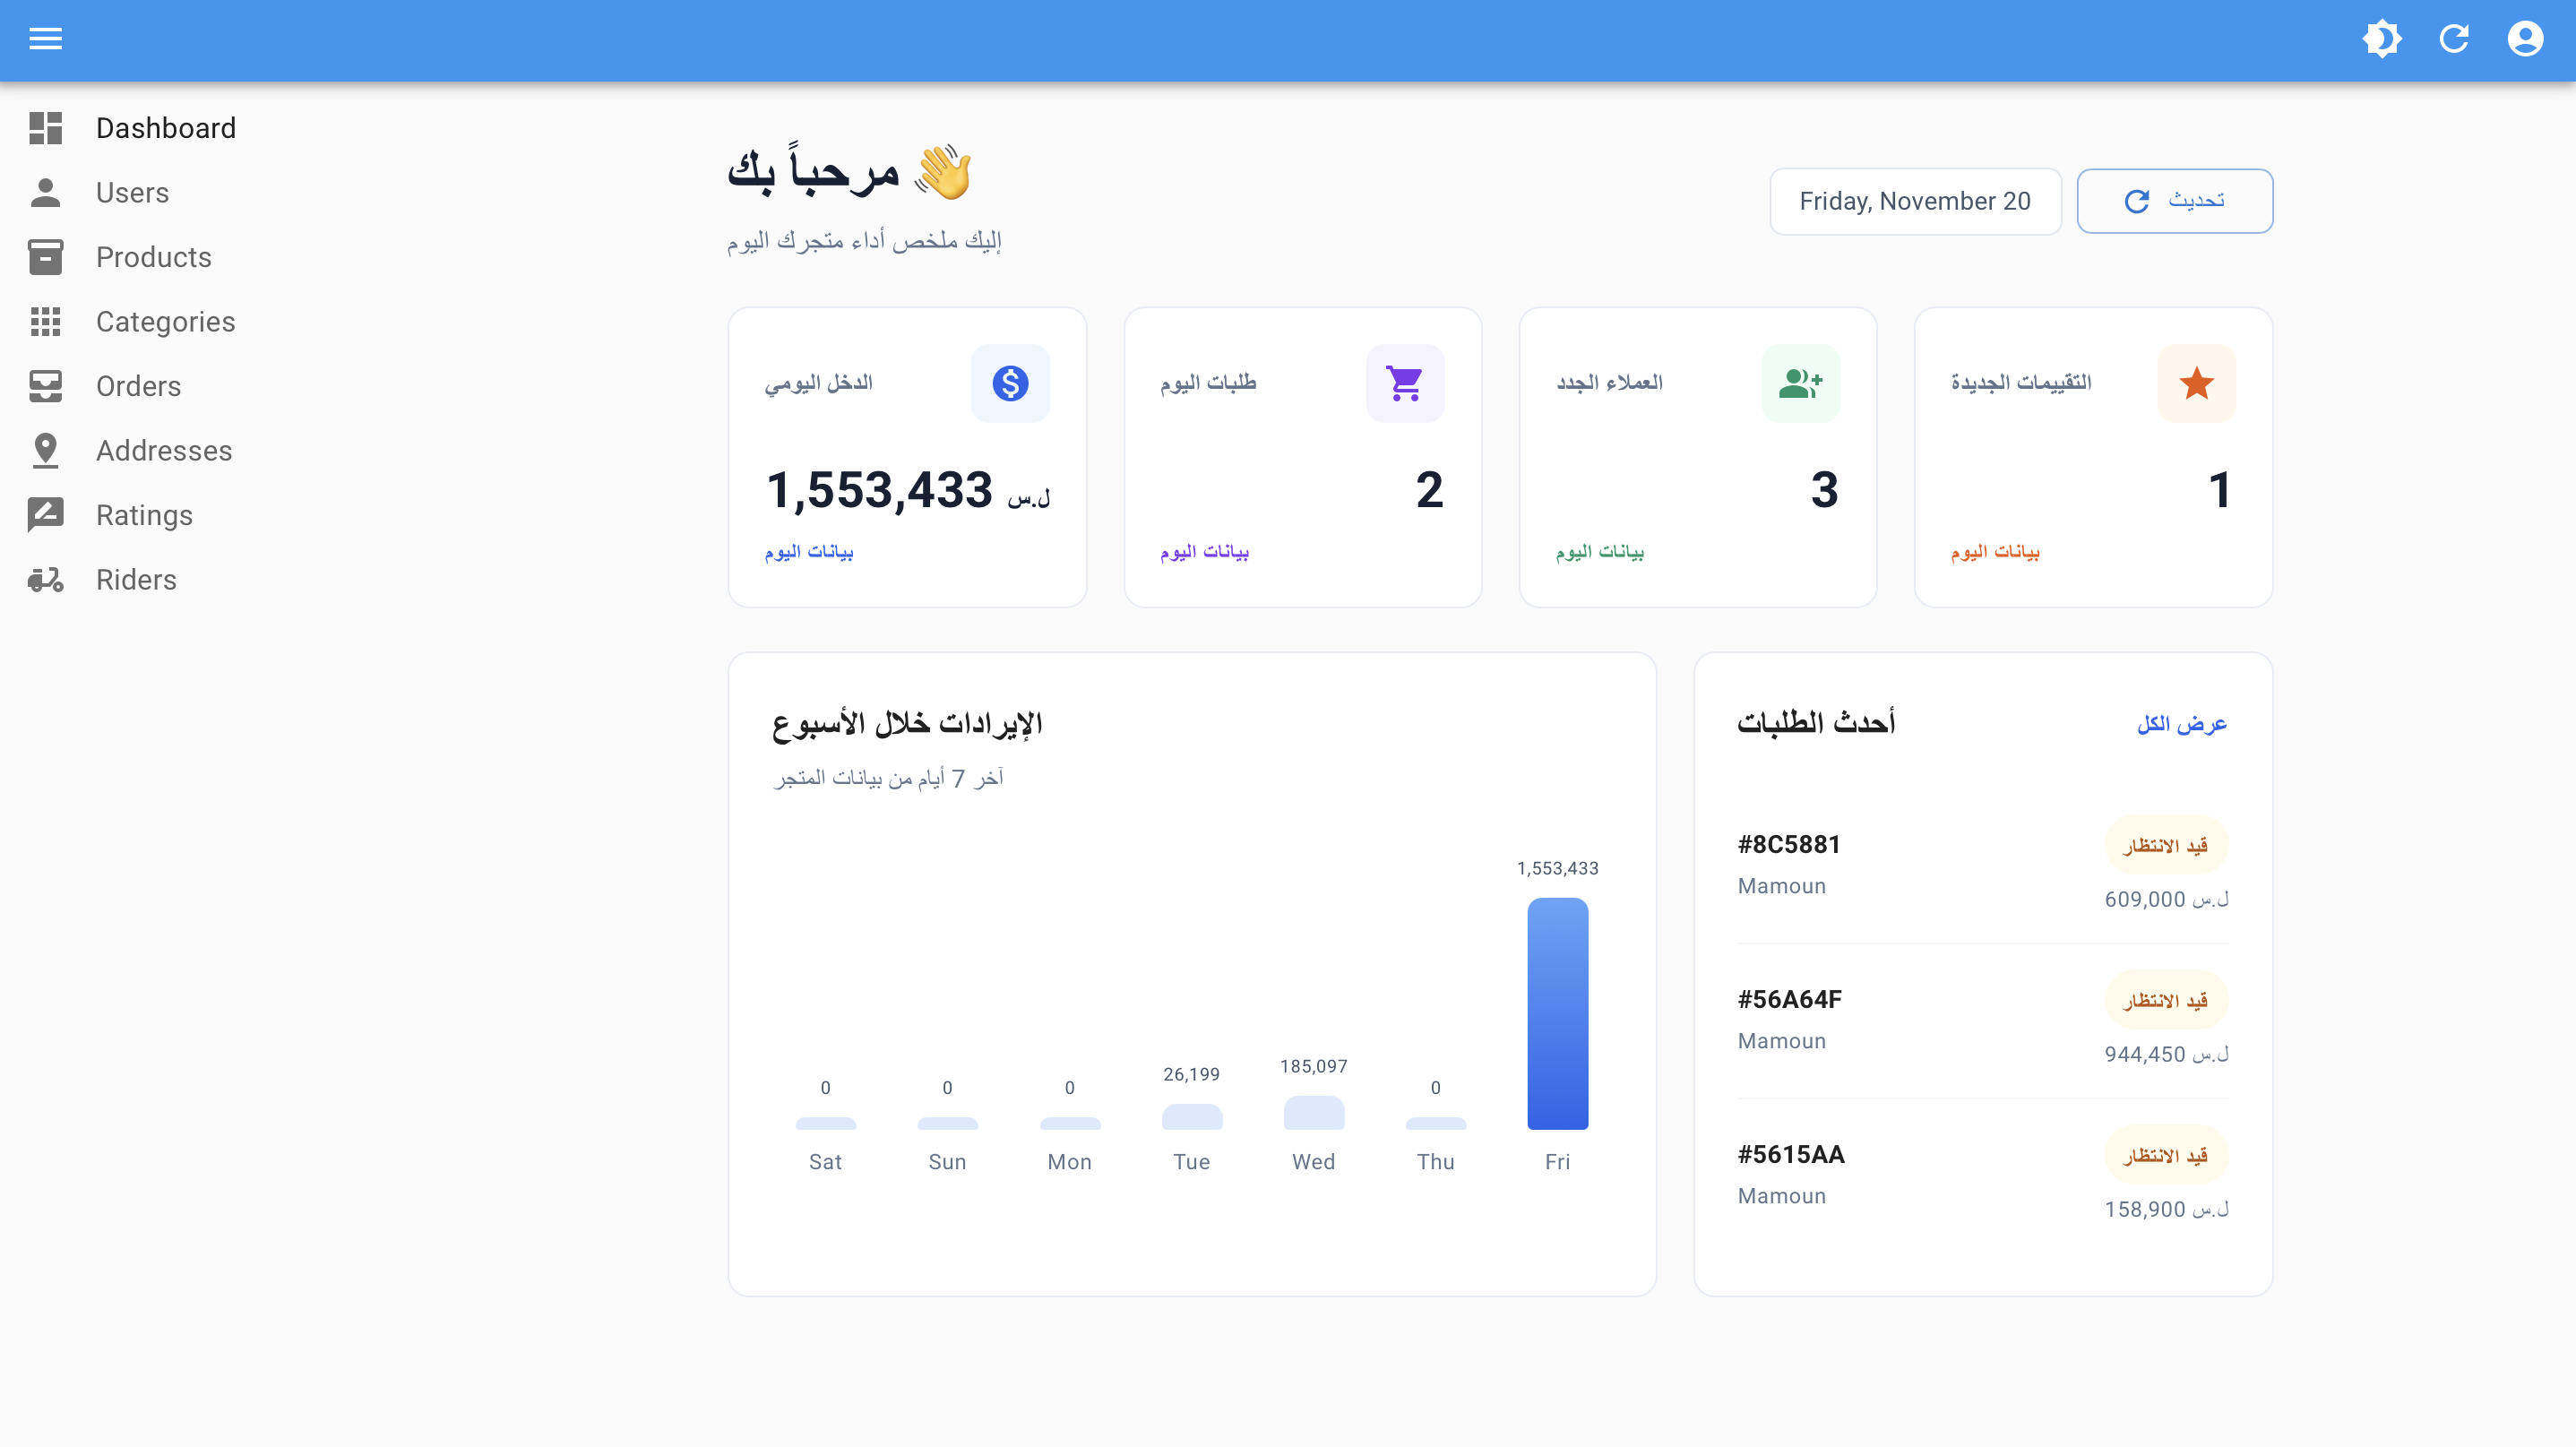 Dashboard
Users
Products
Categories
Orders
Addresses
Ratings
Riders
مرحباً بك 👋
إليك ملخص أداء متجرك اليوم
Friday, November 20
تحديث
الدخل اليومي
1,553,433 ل.س
بيانات اليوم
طلبات اليوم
2
بيانات اليوم
العملاء الجدد
3
بيانات اليوم
التقييمات الجديدة
1
بيانات اليوم
الإيرادات خلال الأسبوع
آخر 7 أيام من بيانات المتجر
0
0
0
26,199
185,097
0
1,553,433
Sat
Sun
Mon
Tue
Wed
Thu
Fri
أحدث الطلبات
عرض الكل
#8C5881
قيد الانتظار
Mamoun
609,000 ل.س
#56A64F
قيد الانتظار
Mamoun
944,450 ل.س
#5615AA
قيد الانتظار
Mamoun
158,900 ل.س